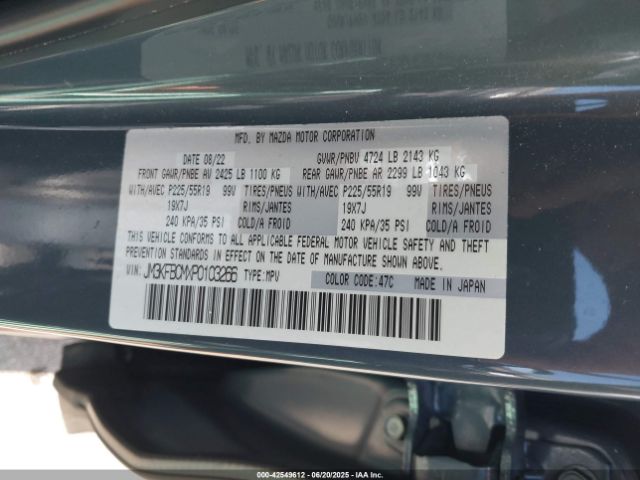 MFD. BY MAZDA MOTOR CORPORATION
DATE 08/22 GVWR/PNBV 4724 LB 2143 KG
FRONT GAWR/PNBE AV 2425 LB 1100 KG REAR GAWR/PNBE AR 2299 LB 1043 KG
WITH/AVEC P225/55R19 99V TIRES/PNEUS WITH/AVEC P225/55R19 99V TIRES/PNEUS
19X7J RIMS/JANTES 19X7J RIMS/JANTES
240 KPA/35 PSI COLD/A FROID 240 KPA/35 PSI COLD/A FROID
THIS VEHICLE CONFORMS TO ALL APPLICABLE FEDERAL MOTOR VEHICLE SAFETY AND THEFT
PREVENTION STANDARDS IN EFFECT ON THE DATE OF MANUFACTURE SHOWN ABOVE.
VIN: JM3KFBCMXP0103266 TYPE: MPV COLOR CODE: 47C MADE IN JAPAN
00-42549612 - 06/20/2025 - IAA Inc.